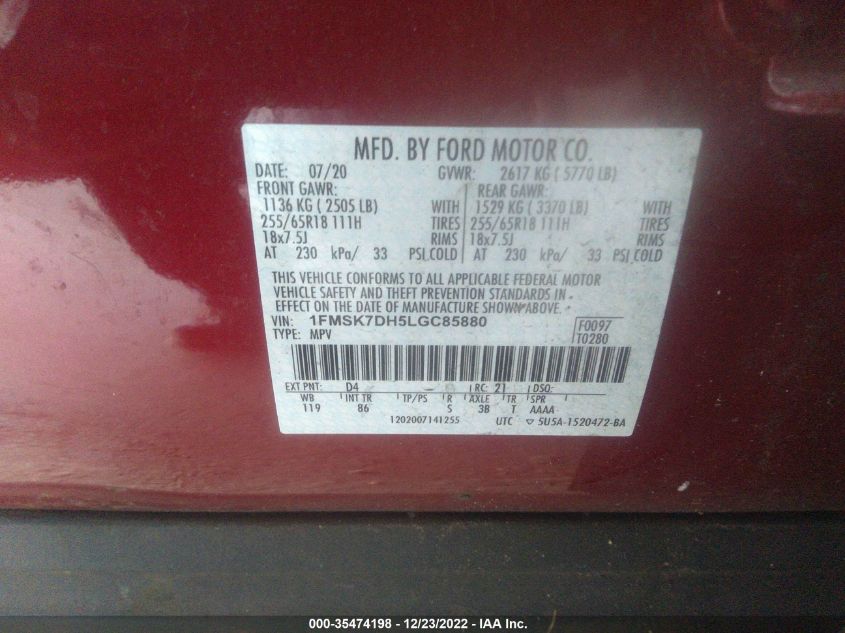 MFD. BY FORD MOTOR CO.
DATE: 07/20 GVWR: 2617 KG ( 5770 LB)
FRONT GAWR: REAR GAWR:
1136 KG ( 2505 LB) WITH 1529 KG ( 3370 LB) WITH
255/65R18 111H TIRES 255/65R18 111H TIRES
18x7.5J RIMS 18x7.5J RIMS
AT 230 kPa/ 33 PSI COLD AT 230 kPa/ 33 PSI COLD
THIS VEHICLE CONFORMS TO ALL APPLICABLE FEDERAL MOTOR
VEHICLE SAFETY AND THEFT PREVENTION STANDARDS IN
EFFECT ON THE DATE OF MANUFACTURE SHOWN ABOVE.
VIN: 1FMSK7DH5LGC85880 F0097
TYPE: MPV T0280
EXT PNT: D4 RC: 21 DSO:
WB INT TR TP/PS R AXLE TR SPR
119 86 S 3B T AAAA
1202007141255 UTC ▽ 5U5A-1520472-BA
000-35474198 - 12/23/2022 - IAA Inc.